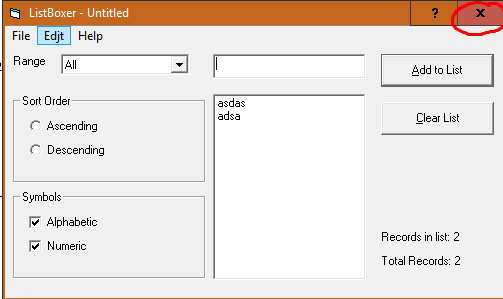 ListBoxer - Untitled
? X
File Edjt Help
Range All Add to List
asdas
adsa
Clear List
Sort Order
Ascending
Descending
Symbols
Alphabetic
Numeric
Records in list: 2
Total Records: 2